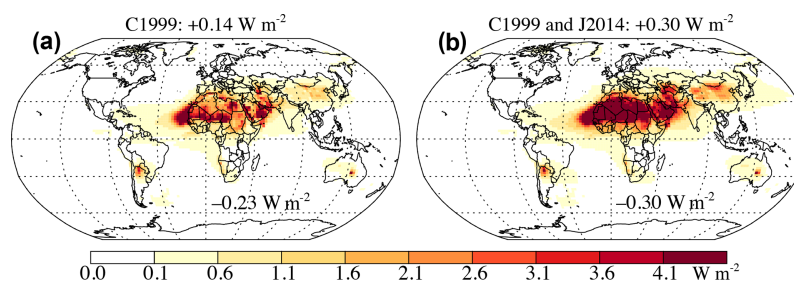 (a) C1999: +0.14 W m⁻²
(b) C1999 and J2014: +0.30 W m⁻²
–0.23 W m⁻²
–0.30 W m⁻²
0.0 0.1 0.6 1.1 1.6 2.1 2.6 3.1 3.6 4.1 W m⁻²